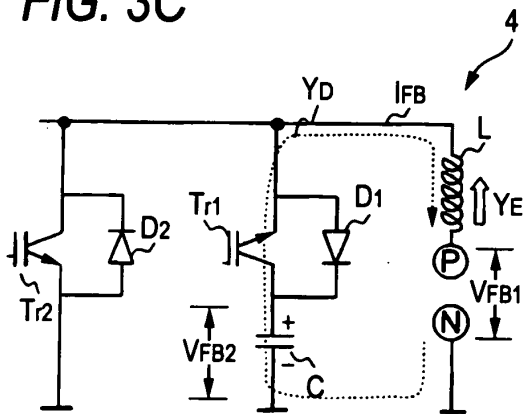 FIG. 3C
4
YD
IFB
L
Tr1
D1
YE
D2
P
Tr2
VFB1
N
VFB2
+
−
C